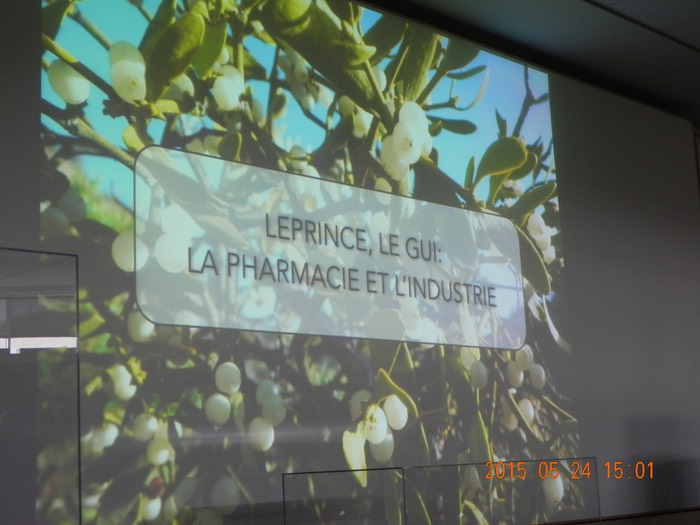 LEPRINCE, LE GUI:
LA PHARMACIE ET L'INDUSTRIE
2015 05 24 15:01